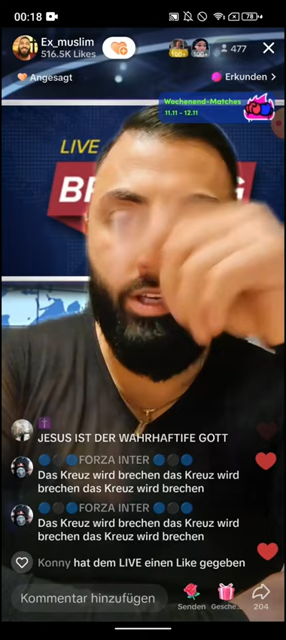 00:18
78
Ex_muslim
516.5K Likes
477
Angesagt
Erkunden
Wochenend-Matches
11.11 - 12.11
LIVE
JESUS IST DER WAHRHAFTIFE GOTT
FORZA INTER
Das Kreuz wird brechen das Kreuz wird
brechen das Kreuz wird brechen
FORZA INTER
Das Kreuz wird brechen das Kreuz wird
brechen das Kreuz wird brechen
Konny hat dem LIVE einen Like gegeben
Kommentar hinzufügen
Senden
Gesche...
204